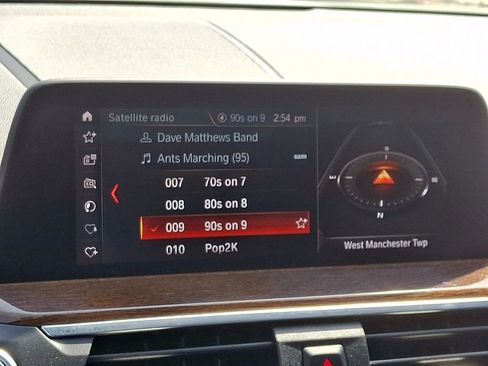 Satellite radio
90s on 9
2:54 pm
Dave Matthews Band
Ants Marching (95)
007 70s on 7
008 80s on 8
009 90s on 9
010 Pop2K
S
N
West Manchester Twp